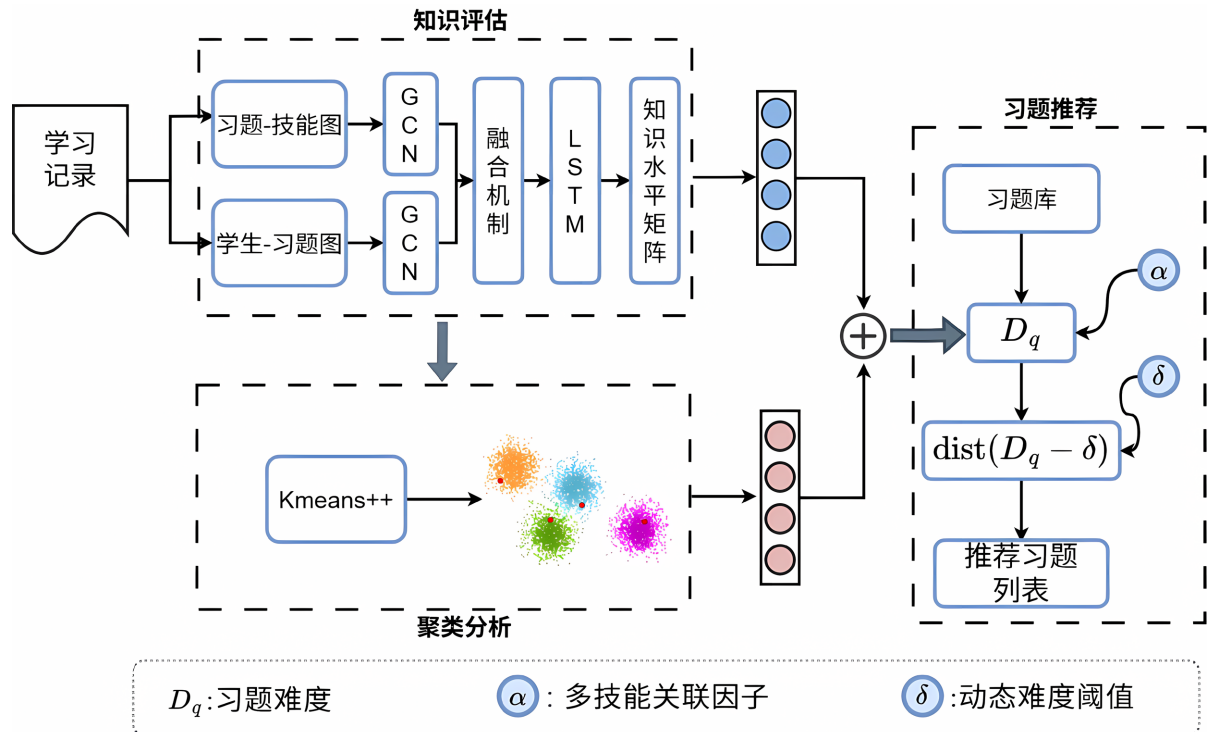 知识评估
学习
记录
习题-技能图
GCN
学生-习题图
GCN
融合机制
LSTM
知识水平矩阵
Kmeans++
聚类分析
习题推荐
习题库
α
D_q
δ
dist(D_q − δ)
推荐习题
列表
D_q:习题难度
α: 多技能关联因子
δ:动态难度阈值